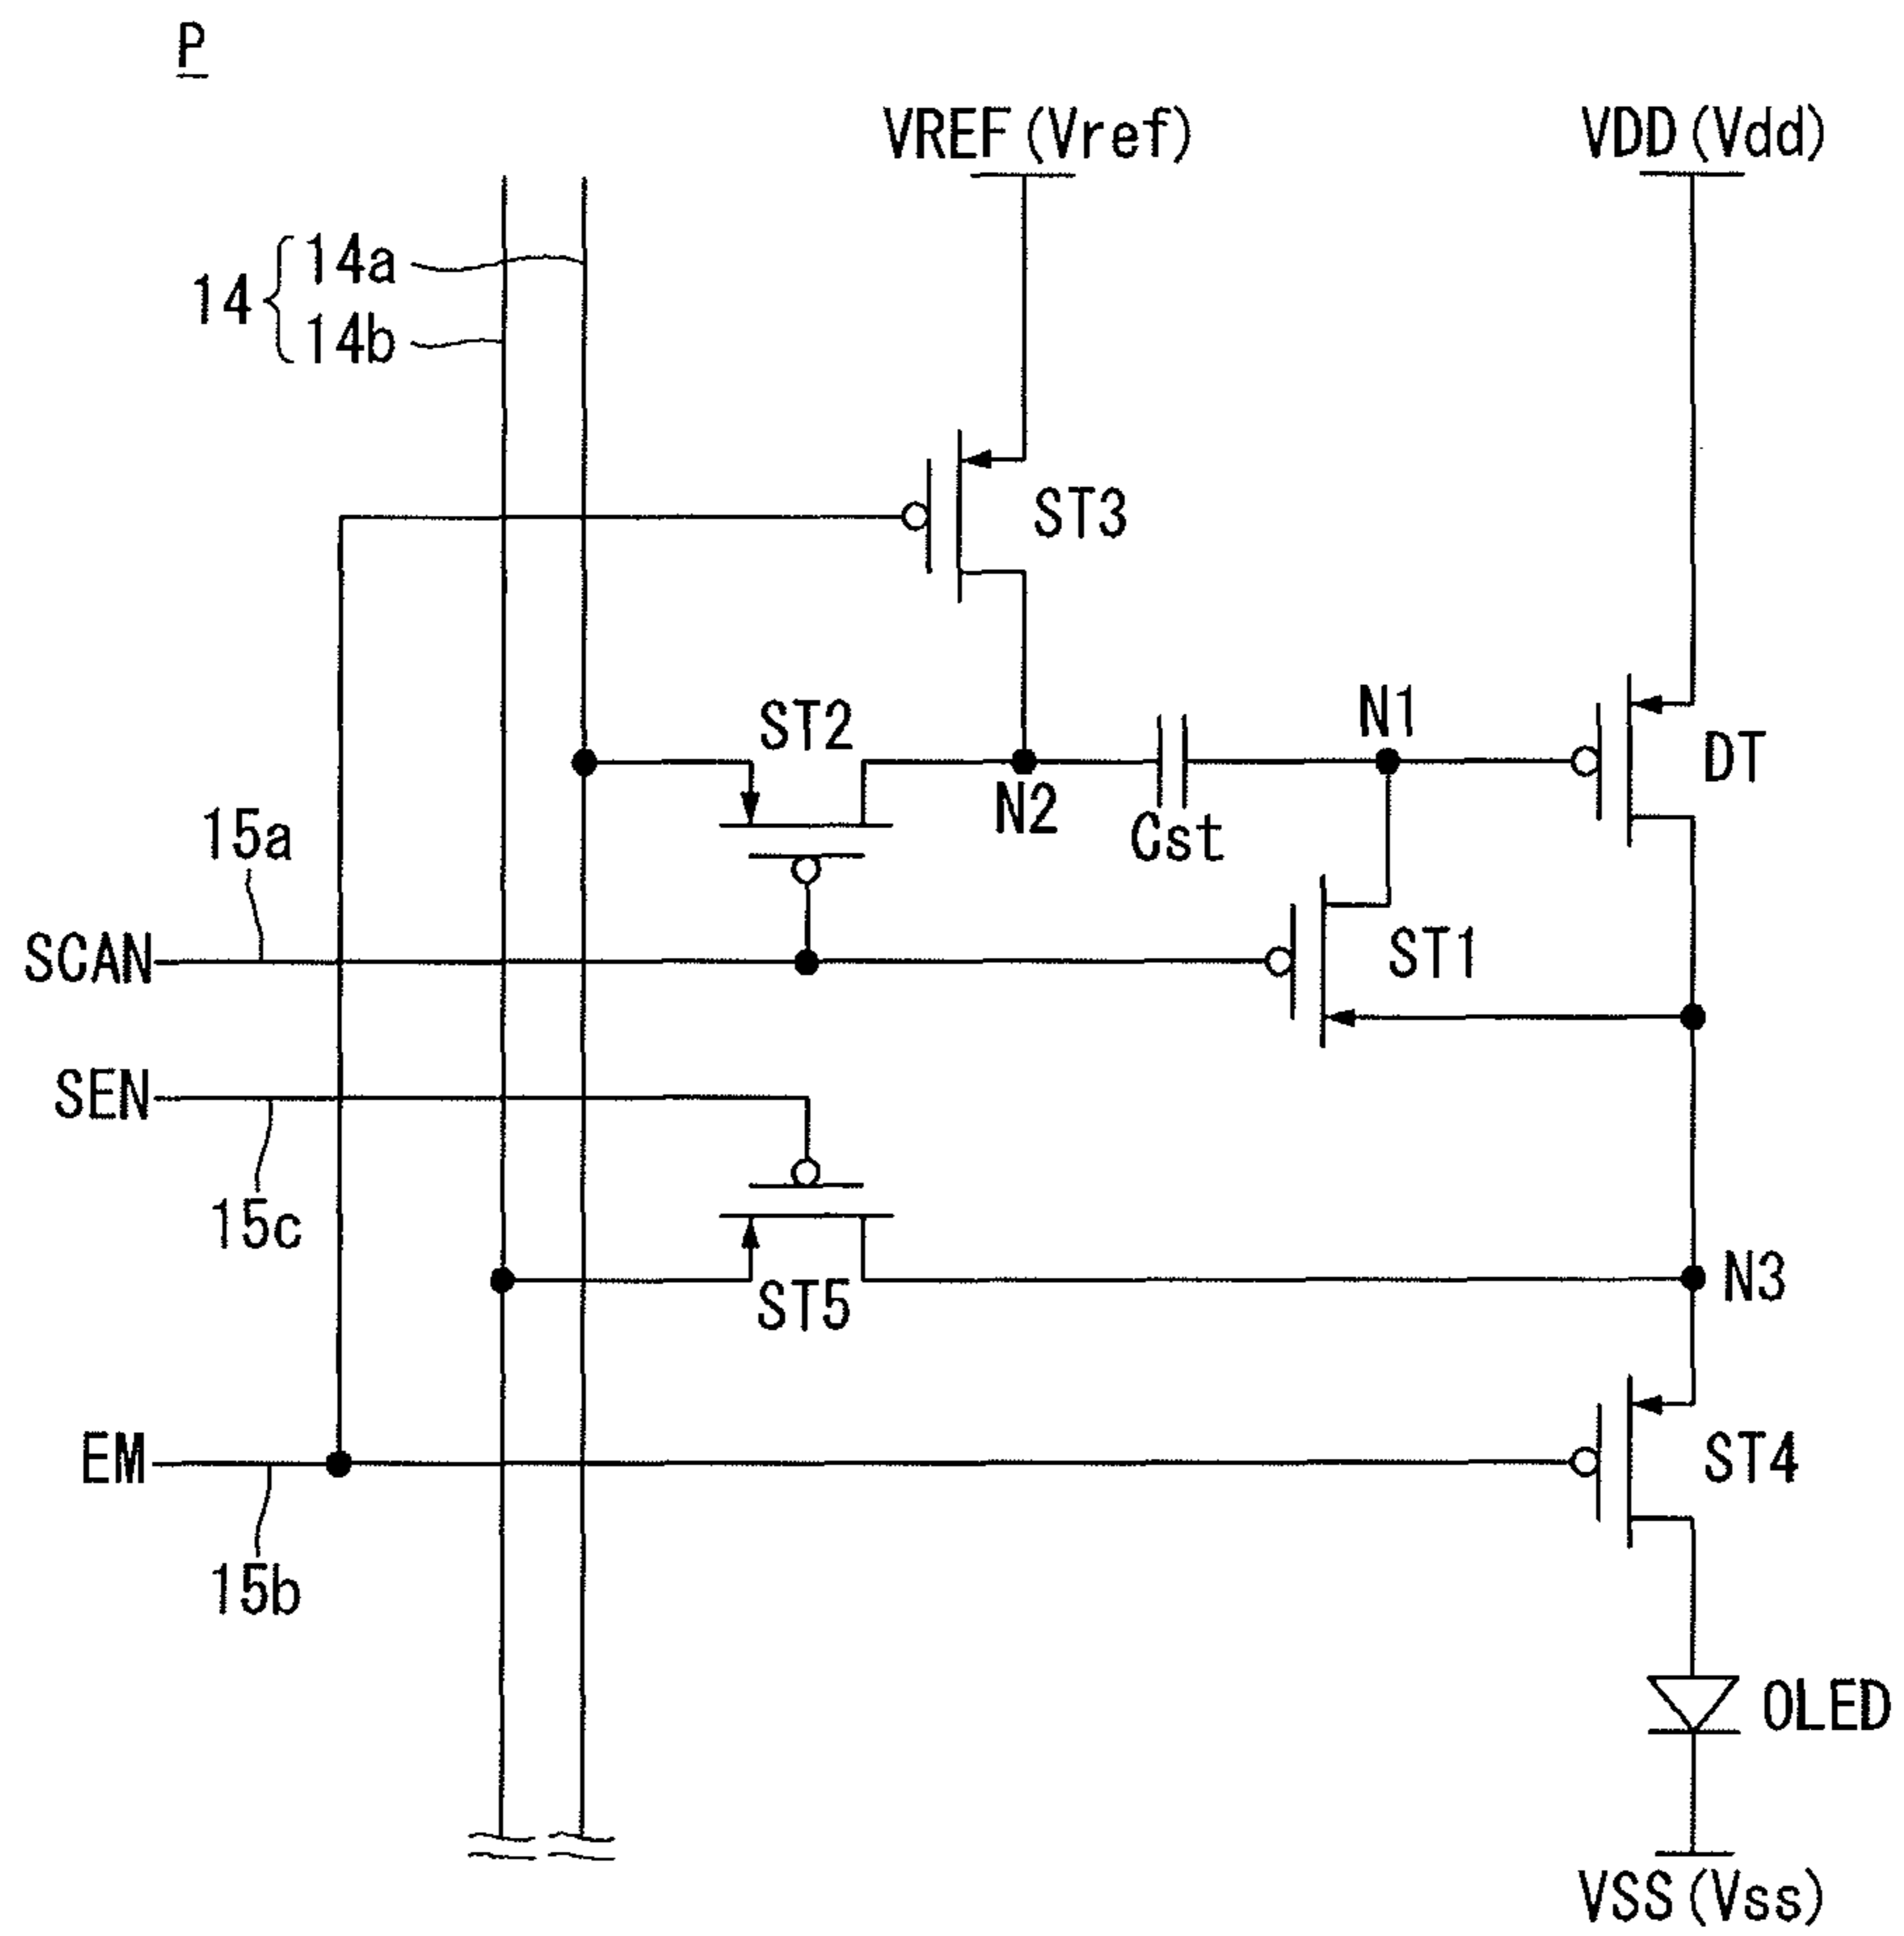 P
VREF(Vref)
VDD(Vdd)
14
14a
14b
ST3
ST2
N1
DT
N2
Cst
15a
SCAN
ST1
SEN
15c
ST5
N3
EM
ST4
15b
OLED
VSS(Vss)